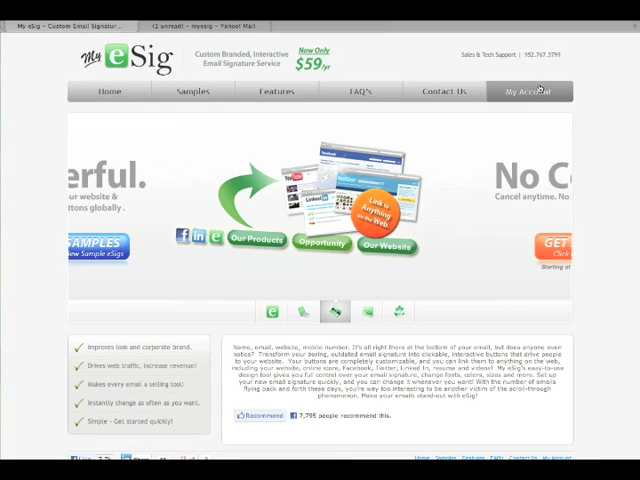 My eSig - Custom Email Signatur...
(1 unread) - myesig - Yahoo! Mail
My eSig
Custom Branded, Interactive
Email Signature Service
Now Only
$59/yr
Sales & Tech Support | 952.767.3799
Home
Samples
Features
FAQ's
Contact Us
My Account
erful.
our website &
ttons globally .
SAMPLES
ew Sample eSigs
YouTube
facebook
twitter
LinkedIn
Link to
Anything
on the Web.
Our Products
Opportunity
Our Website
No C
Cancel anytime. No
GET S
Click
Starting at
Improves look and corporate brand.
Drives web traffic, increase revenue!
Makes every email a selling tool!
Instantly change as often as you want.
Simple - Get started quickly!
Name, email, website, mobile number. It's all right there at the bottom of your email, but does anyone even
notice? Transform your boring, outdated email signature into clickable, interactive buttons that drive people
to your website. Your buttons are completely customizable, and you can link them to anything on the web,
including your website, online store, Facebook, Twitter, Linked In, resume and videos! My eSig's easy-to-use
design tool gives you full control over your email signature, change fonts, colors, sizes and more. Set up
your new email signature quickly, and you can change it whenever you want! With the number of emails
flying back and forth these days, you're way too interesting to be another victim of the scroll-through
phenomenon. Make your emails stand-out with eSig!
Recommend
7,795 people recommend this.
Home Samples Features FAQ's Contact Us My Account